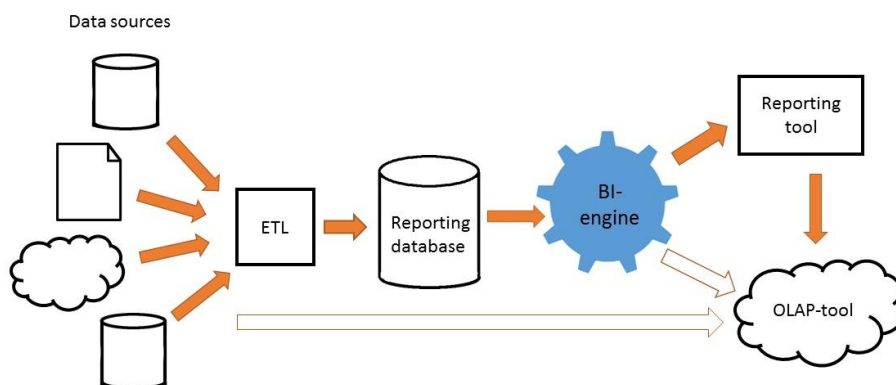 Data sources
ETL
Reporting
database
BI-
engine
Reporting
tool
OLAP-tool